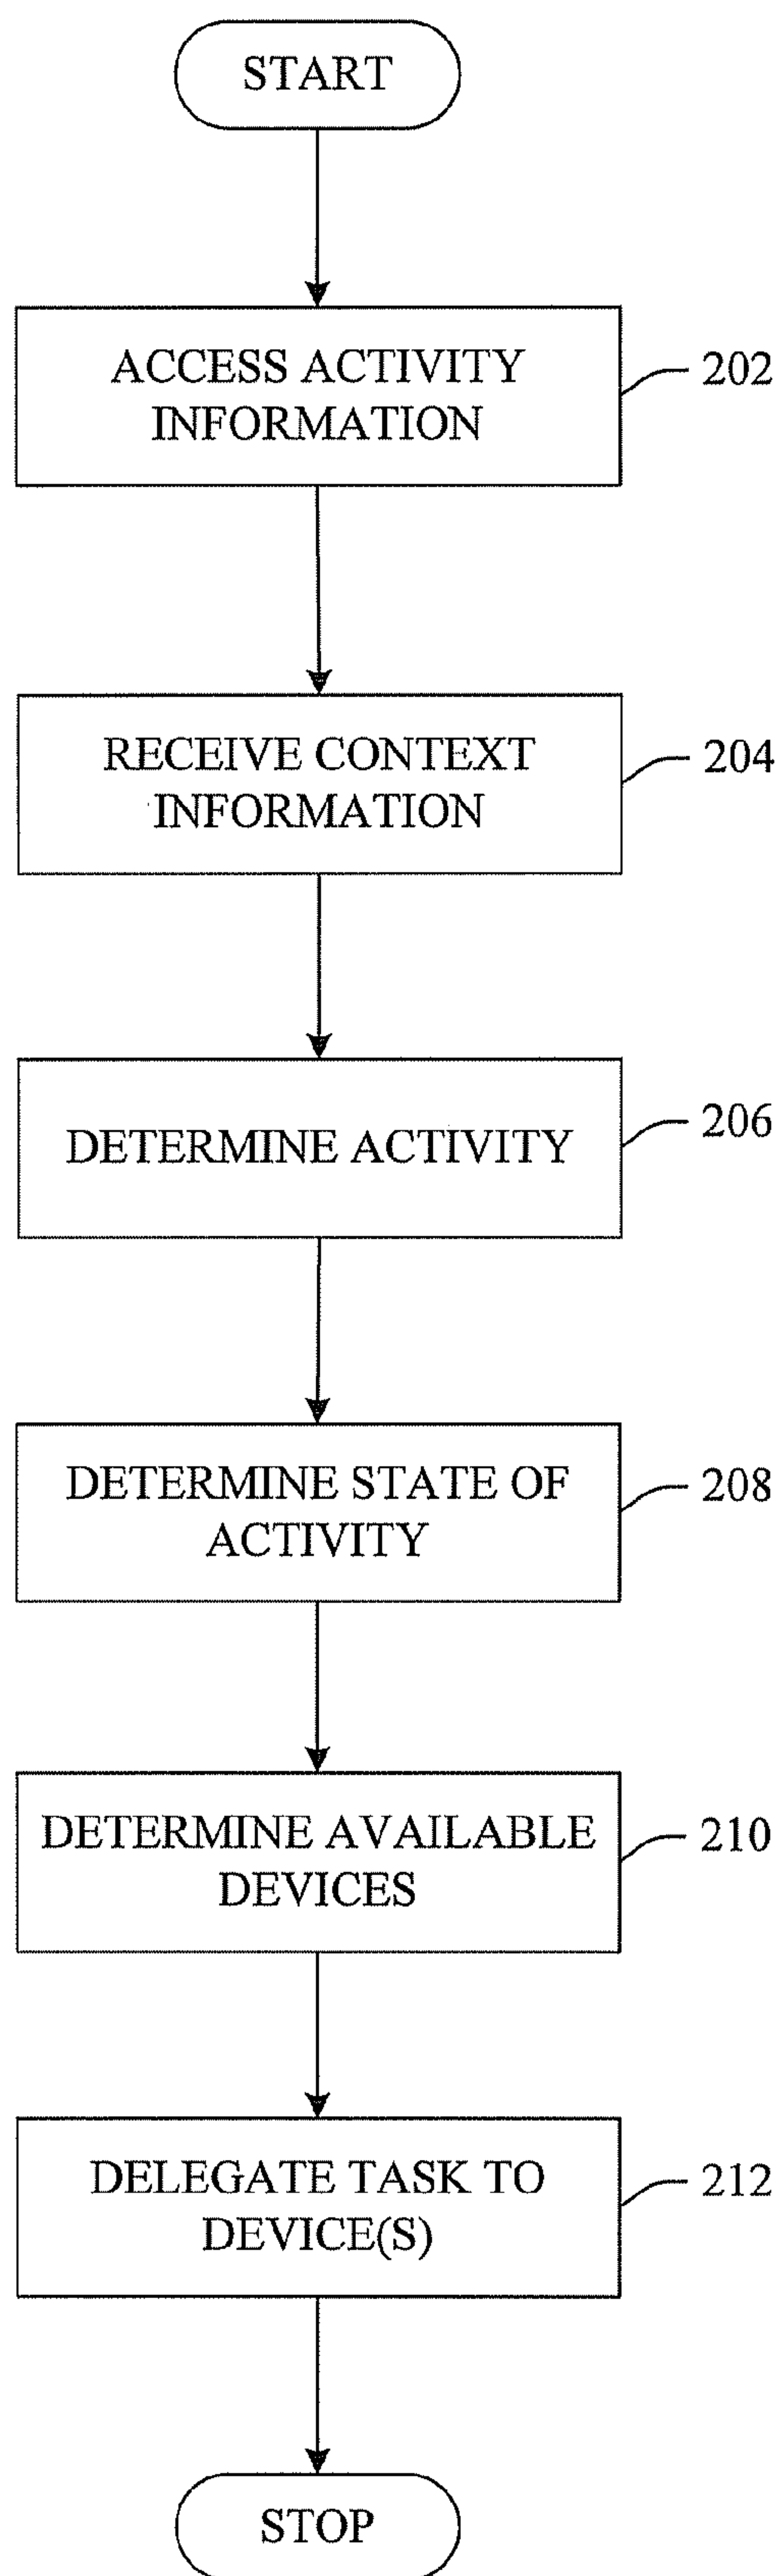 START
ACCESS ACTIVITY
INFORMATION
202
RECEIVE CONTEXT
INFORMATION
204
DETERMINE ACTIVITY
206
DETERMINE STATE OF
ACTIVITY
208
DETERMINE AVAILABLE
DEVICES
210
DELEGATE TASK TO
DEVICE(S)
212
STOP